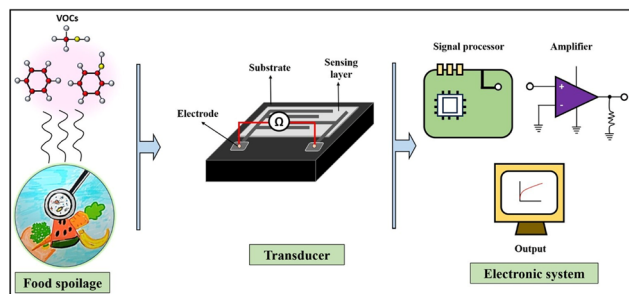 VOCs
Food spoilage
Substrate
Sensing
layer
Electrode
Ω
Transducer
Signal processor
Amplifier
+
-
Output
Electronic system